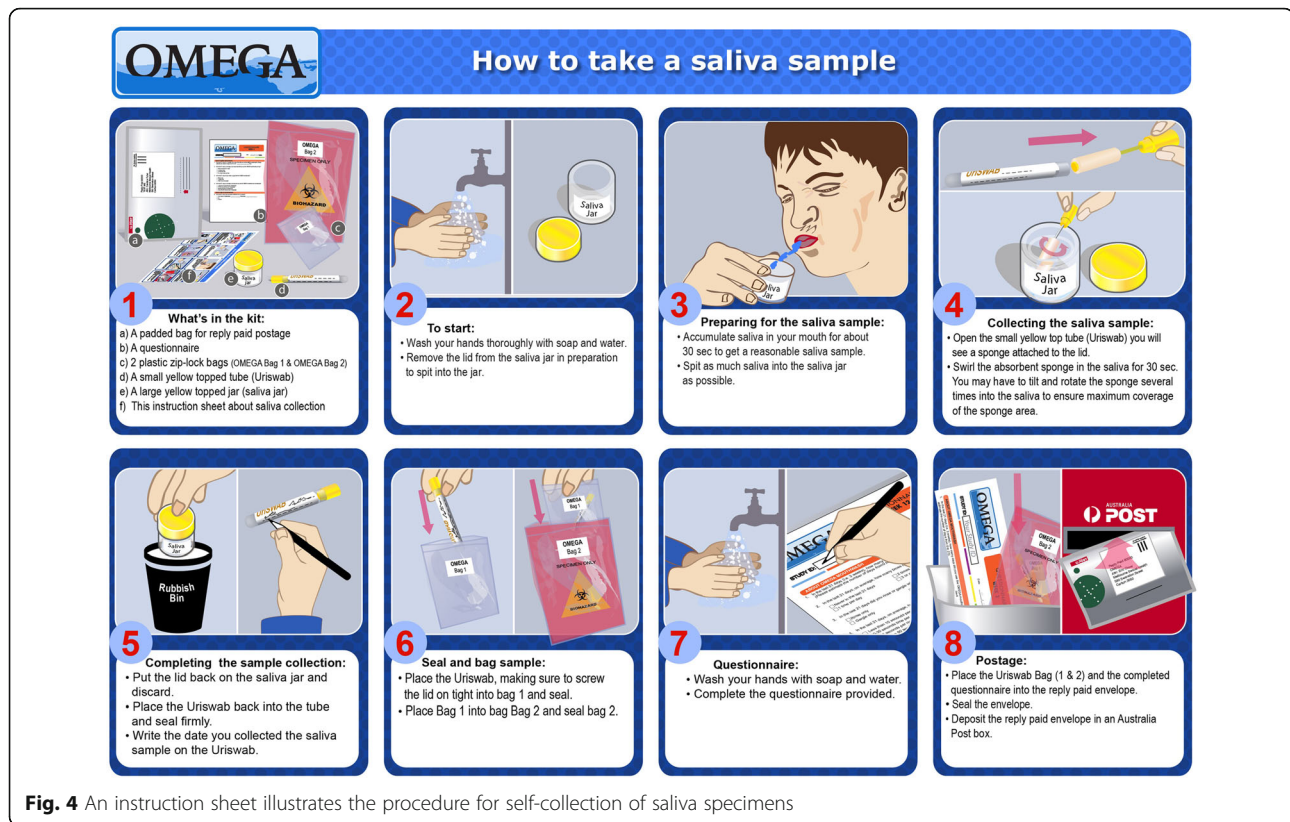 OMEGA
How to take a saliva sample
OMEGA
Bag 2
SPECIMEN ONLY
BIOHAZARD
OMEGA
a
b
c
d
e
f
Saliva
Jar
UriSWAB
1
What's in the kit:
a) A padded bag for reply paid postage
b) A questionnaire
c) 2 plastic zip-lock bags (OMEGA Bag 1 & OMEGA Bag 2)
d) A small yellow topped tube (Uriswab)
e) A large yellow topped jar (saliva jar)
f) This instruction sheet about saliva collection
Saliva
Jar
2
To start:
• Wash your hands thoroughly with soap and water.
• Remove the lid from the saliva jar in preparation
to spit into the jar.
Saliva
Jar
3
Preparing for the saliva sample:
• Accumulate saliva in your mouth for about
30 sec to get a reasonable saliva sample.
• Spit as much saliva into the saliva jar
as possible.
UriSWAB
Saliva
Jar
4
Collecting the saliva sample:
• Open the small yellow top tube (Uriswab) you will
see a sponge attached to the lid.
• Swirl the absorbent sponge in the saliva for 30 sec.
You may have to tilt and rotate the sponge several
times into the saliva to ensure maximum coverage
of the sponge area.
Saliva
Jar
Rubbish
Bin
UriSWAB
5
Completing the sample collection:
• Put the lid back on the saliva jar and
discard.
• Place the Uriswab back into the tube
and seal firmly.
• Write the date you collected the saliva
sample on the Uriswab.
OMEGA
Bag 1
OMEGA
Bag 1
OMEGA
Bag 2
SPECIMEN ONLY
BIOHAZARD
6
Seal and bag sample:
• Place the Uriswab, making sure to screw
the lid on tight into bag 1 and seal.
• Place Bag 1 into bag Bag 2 and seal bag 2.
OMEGA
STUDY ID:
7
Questionnaire:
• Wash your hands with soap and water.
• Complete the questionnaire provided.
OMEGA
OMEGA
Bag 2
SPECIMEN ONLY
AUSTRALIA
POST
8
Postage:
• Place the Uriswab Bag (1 & 2) and the completed
questionnaire into the reply paid envelope.
• Seal the envelope.
• Deposit the reply paid envelope in an Australia
Post box.
Fig. 4 An instruction sheet illustrates the procedure for self-collection of saliva specimens